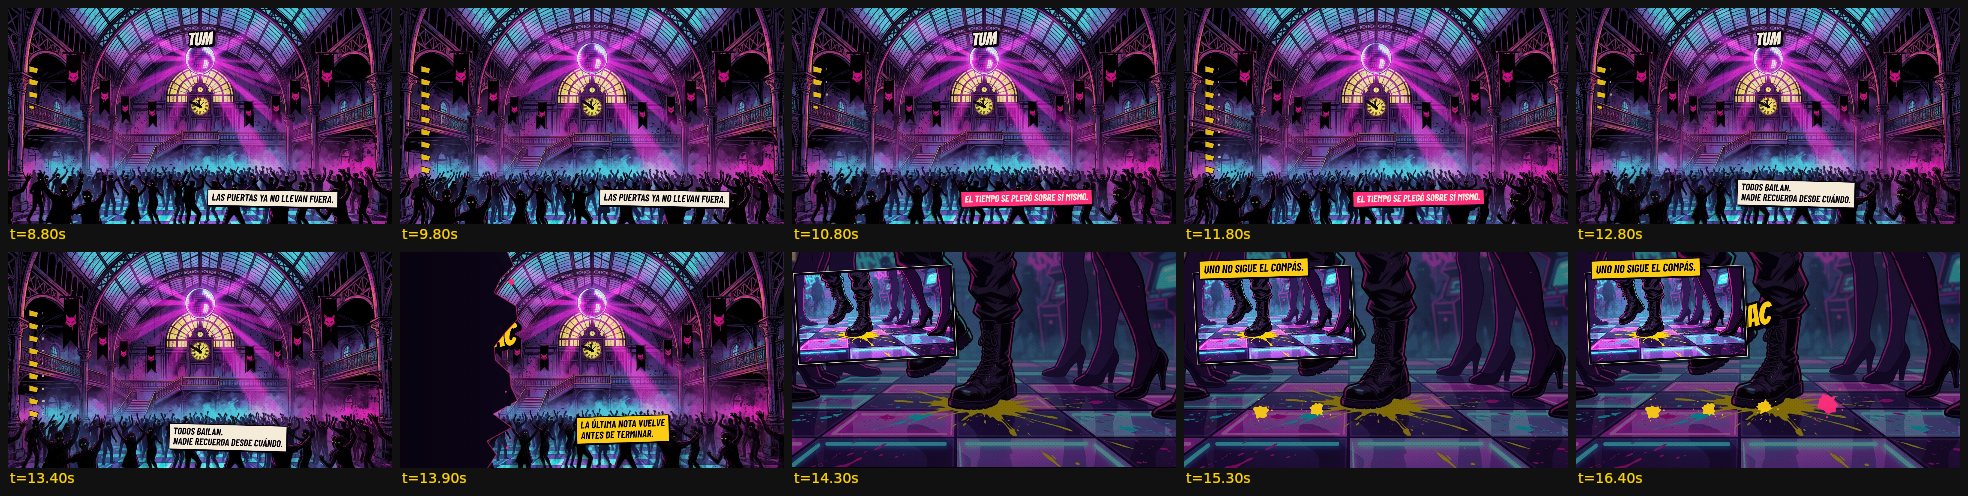 TUM
LAS PUERTAS YA NO LLEVAN FUERA.
t=8.80s
LAS PUERTAS YA NO LLEVAN FUERA.
t=9.80s
TUM
EL TIEMPO SE PLEGÓ SOBRE SÍ MISMO.
t=10.80s
EL TIEMPO SE PLEGÓ SOBRE SÍ MISMO.
t=11.80s
TUM
TODOS BAILAN.
NADIE RECUERDA DESDE CUÁNDO.
t=12.80s
TODOS BAILAN.
NADIE RECUERDA DESDE CUÁNDO.
t=13.40s
AC
LA ÚLTIMA NOTA VUELVE
ANTES DE TERMINAR.
t=13.90s
t=14.30s
UNO NO SIGUE EL COMPÁS.
t=15.30s
UNO NO SIGUE EL COMPÁS.
AC
t=16.40s